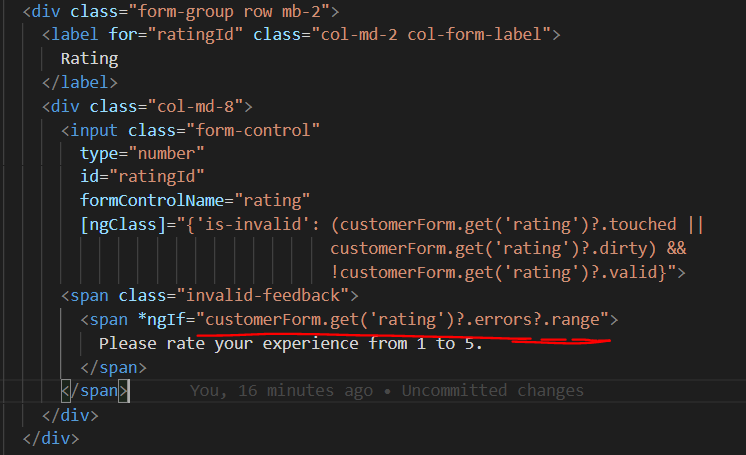 <div class="form-group row mb-2">
<label for="ratingId" class="col-md-2 col-form-label">
Rating
</label>
<div class="col-md-8">
<input class="form-control"
type="number"
id="ratingId"
formControlName="rating"
[ngClass]="{'is-invalid': (customerForm.get('rating')?.touched ||
customerForm.get('rating')?.dirty) &&
!customerForm.get('rating')?.valid}">
<span class="invalid-feedback">
<span *ngIf="customerForm.get('rating')?.errors?.range">
Please rate your experience from 1 to 5.
</span>
</span> You, 16 minutes ago • Uncommitted changes
</div>
</div>